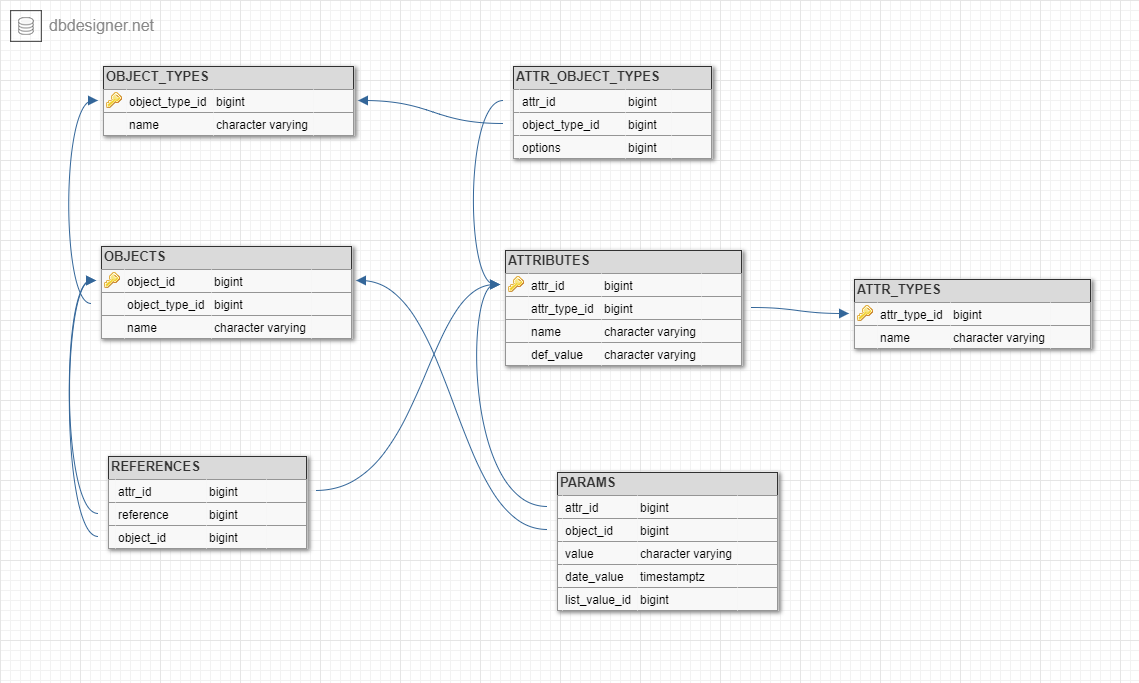 dbdesigner.net
OBJECT_TYPES
object_type_id bigint
name character varying
ATTR_OBJECT_TYPES
attr_id bigint
object_type_id bigint
options bigint
OBJECTS
object_id bigint
object_type_id bigint
name character varying
ATTRIBUTES
attr_id bigint
attr_type_id bigint
name character varying
def_value character varying
ATTR_TYPES
attr_type_id bigint
name character varying
REFERENCES
attr_id bigint
reference bigint
object_id bigint
PARAMS
attr_id bigint
object_id bigint
value character varying
date_value timestamptz
list_value_id bigint